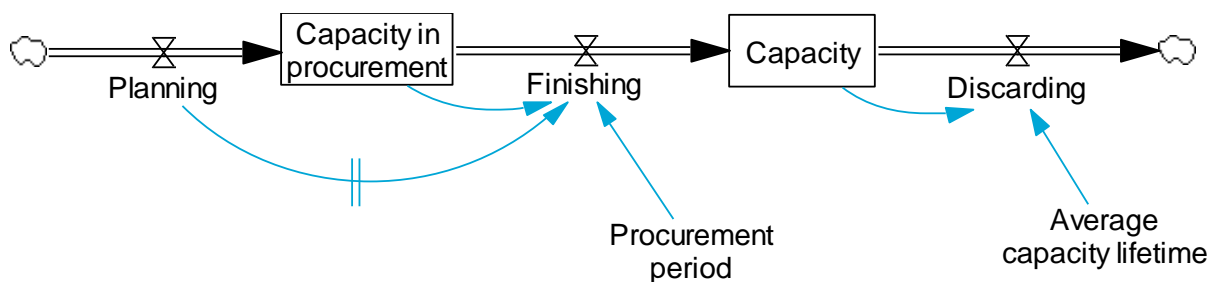 Capacity in
procurement
Capacity
Planning
Finishing
Discarding
Procurement
period
Average
capacity lifetime